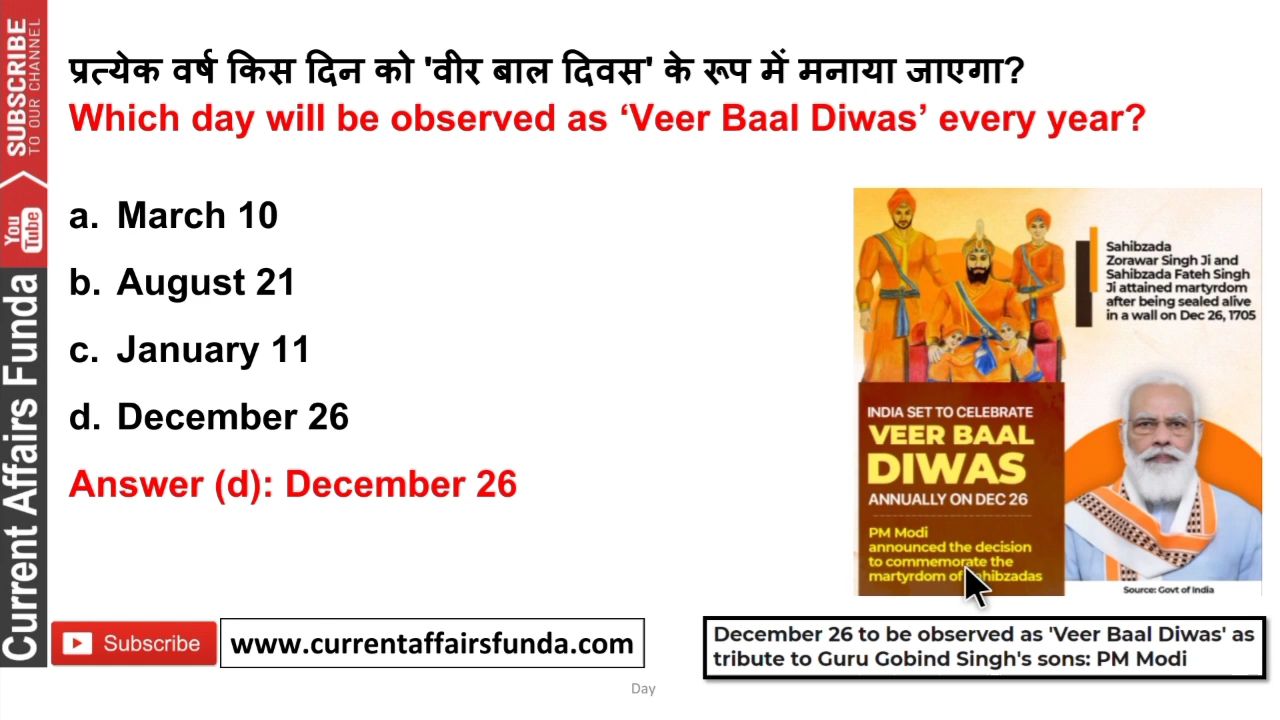 SUBSCRIBE
TO OUR CHANNEL
You Tube
Current Affairs Funda
प्रत्येक वर्ष किस दिन को 'वीर बाल दिवस' के रूप में मनाया जाएगा?
Which day will be observed as ‘Veer Baal Diwas’ every year?
a. March 10
b. August 21
c. January 11
d. December 26
Answer (d): December 26
Sahibzada
Zorawar Singh Ji and
Sahibzada Fateh Singh
Ji attained martyrdom
after being sealed alive
in a wall on Dec 26, 1705
INDIA SET TO CELEBRATE
VEER BAAL
DIWAS
ANNUALLY ON DEC 26
PM Modi
announced the decision
to commemorate the
martyrdom of
Source: Govt of India
Subscribe
www.currentaffairsfunda.com
December 26 to be observed as 'Veer Baal Diwas' as
tribute to Guru Gobind Singh's sons: PM Modi
Day